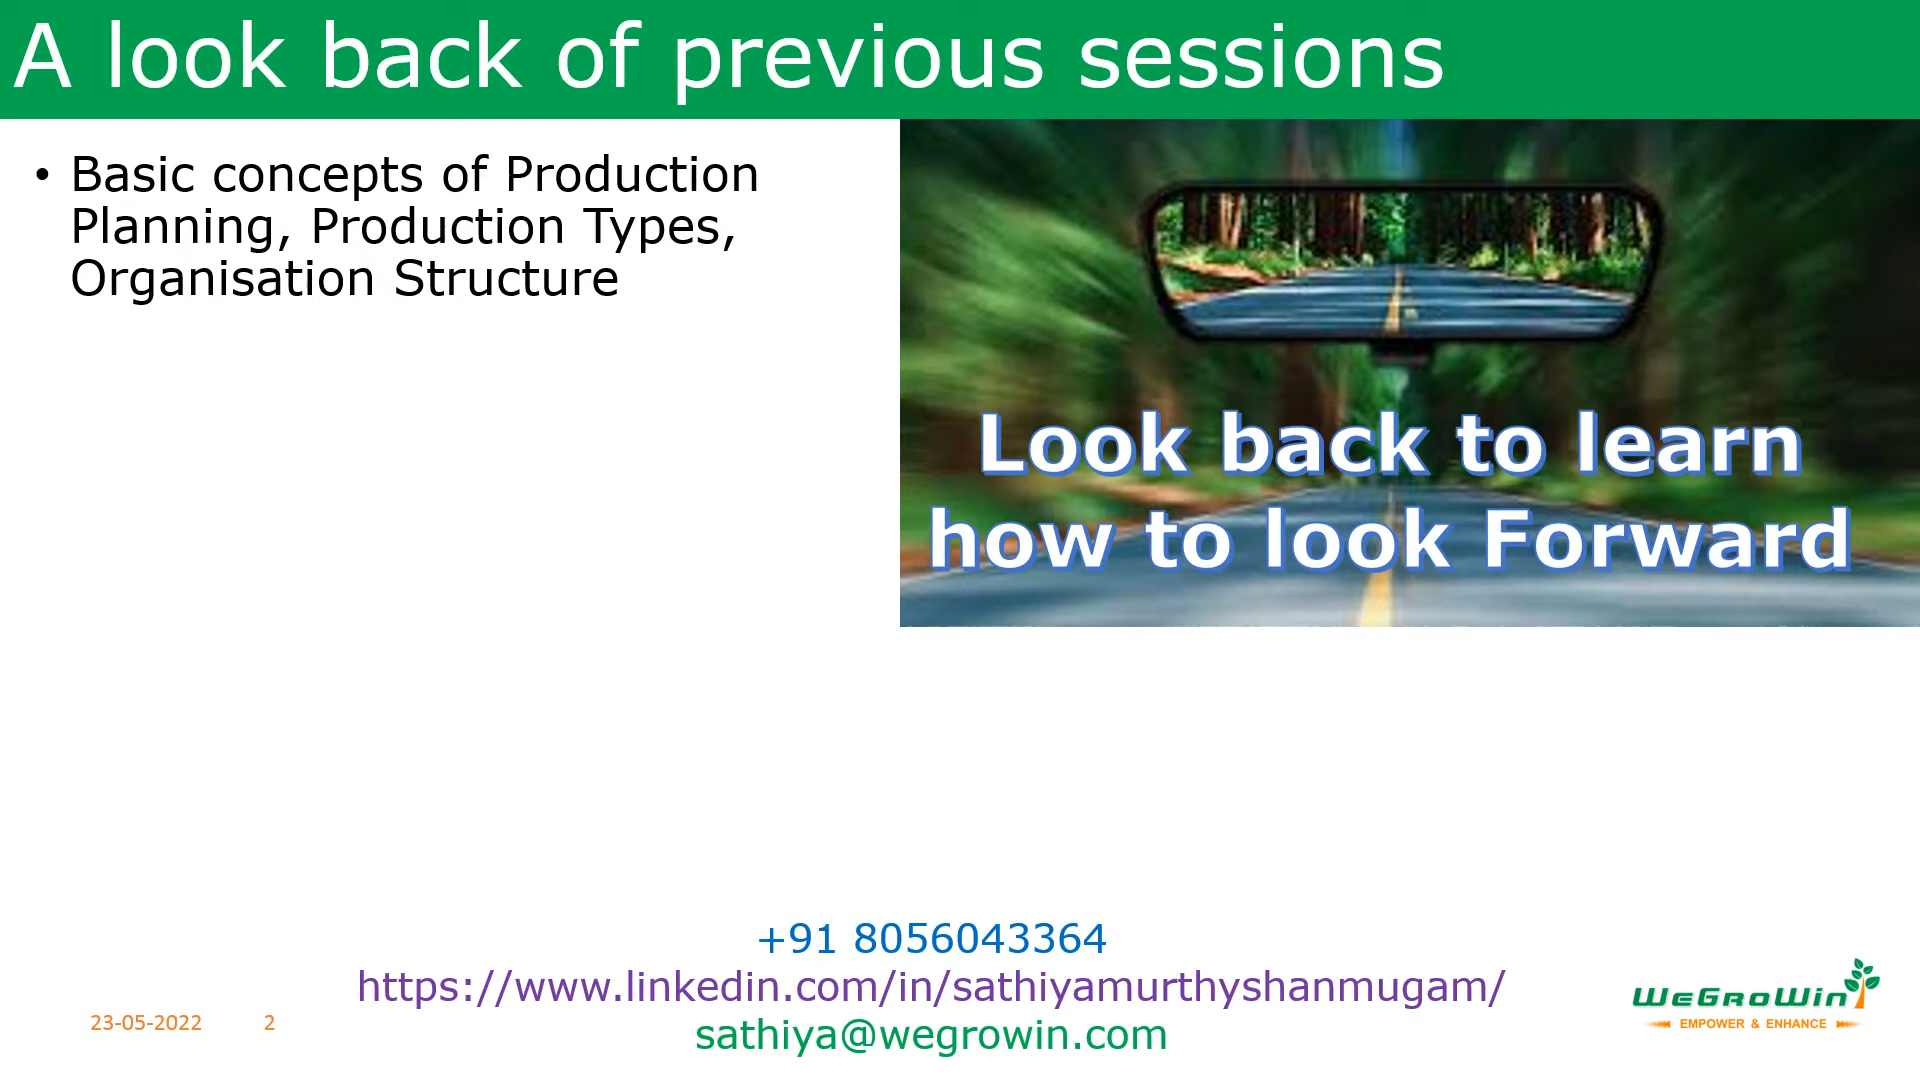 A look back of previous sessions
• Basic concepts of Production
Planning, Production Types,
Organisation Structure
Look back to learn
how to look Forward
+91 8056043364
https://www.linkedin.com/in/sathiyamurthyshanmugam/
sathiya@wegrowin.com
23-05-2022 2
WeGroWin
EMPOWER & ENHANCE